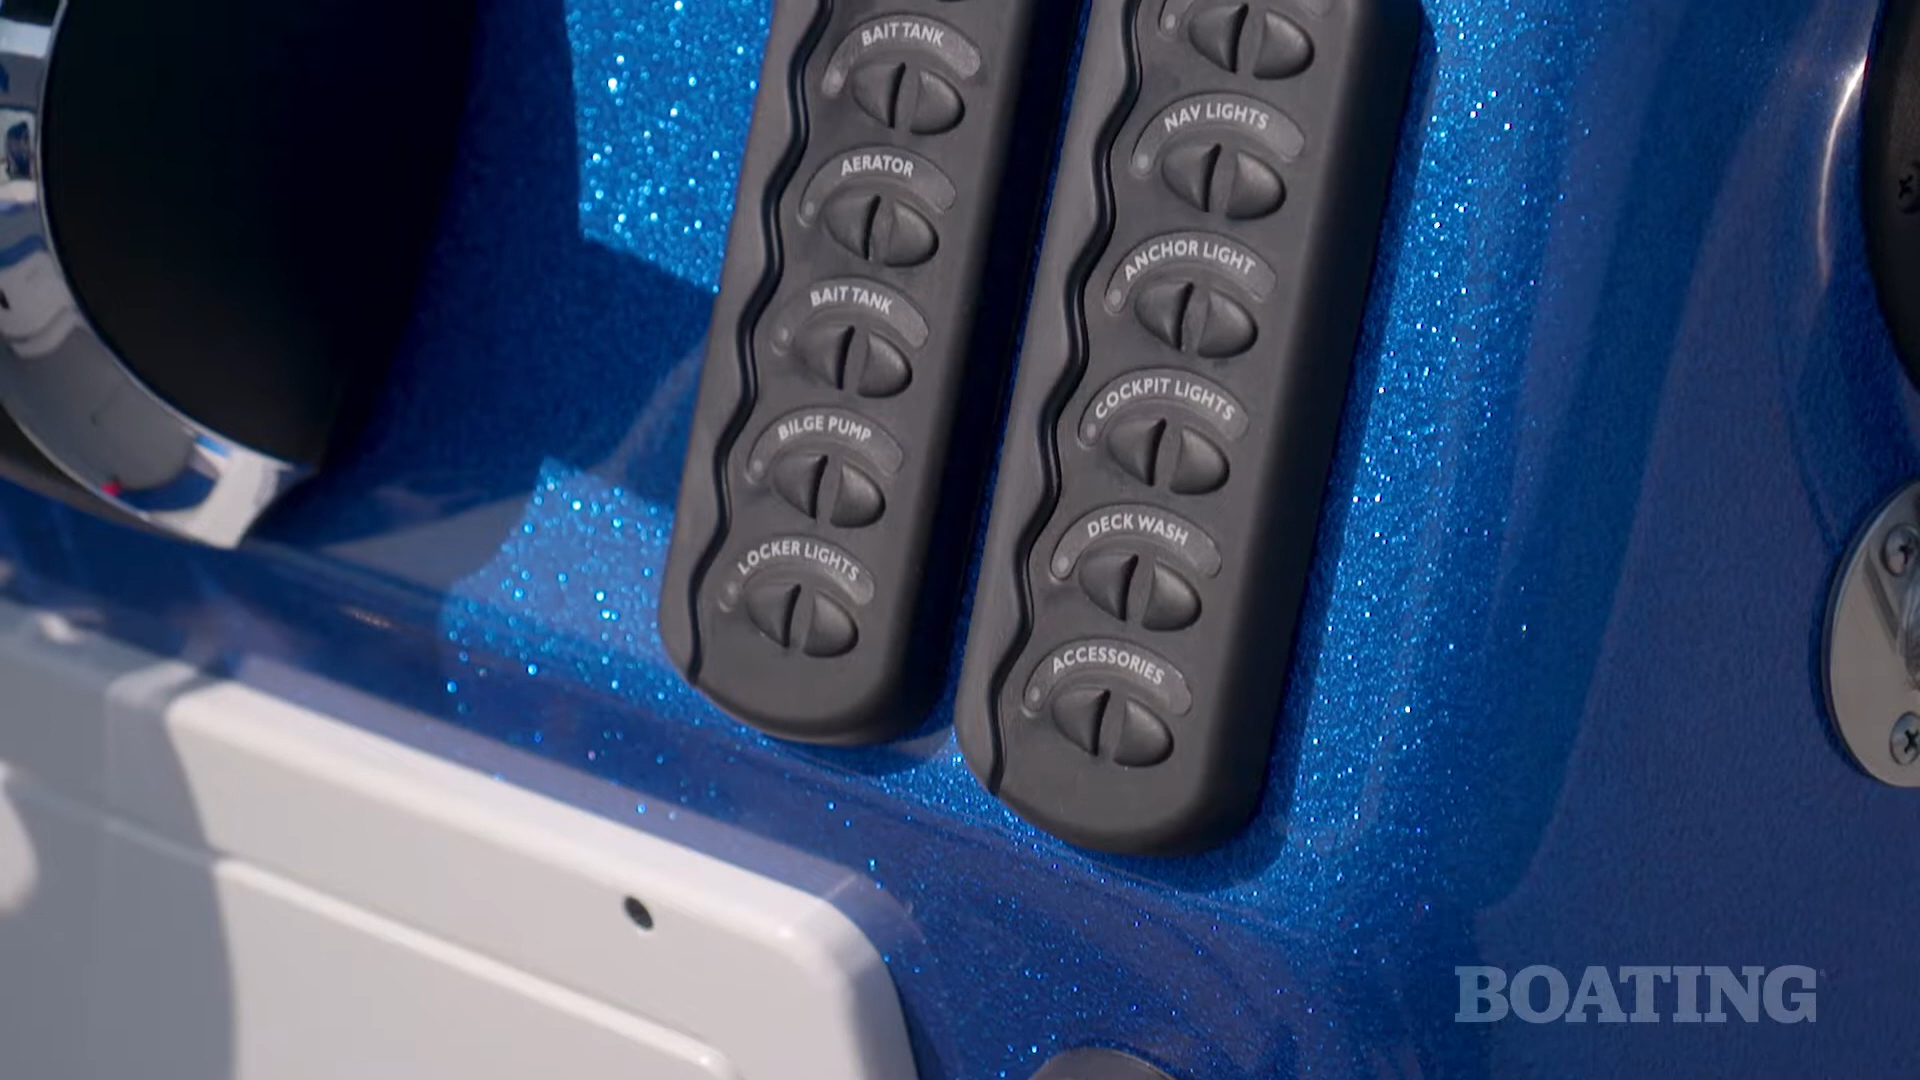 BAIT TANK
AERATOR
BAIT TANK
BILGE PUMP
LOCKER LIGHTS
NAV LIGHTS
ANCHOR LIGHT
COCKPIT LIGHTS
DECK WASH
ACCESSORIES
BOATING